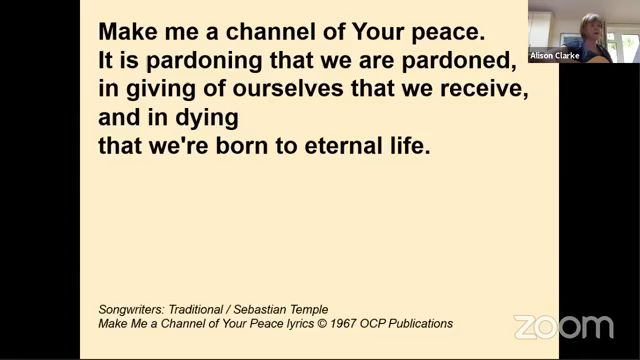 Make me a channel of Your peace.
It is pardoning that we are pardoned,
in giving of ourselves that we receive,
and in dying
that we're born to eternal life.
Alison Clarke
Songwriters: Traditional / Sebastian Temple
Make Me a Channel of Your Peace lyrics © 1967 OCP Publications
zoom